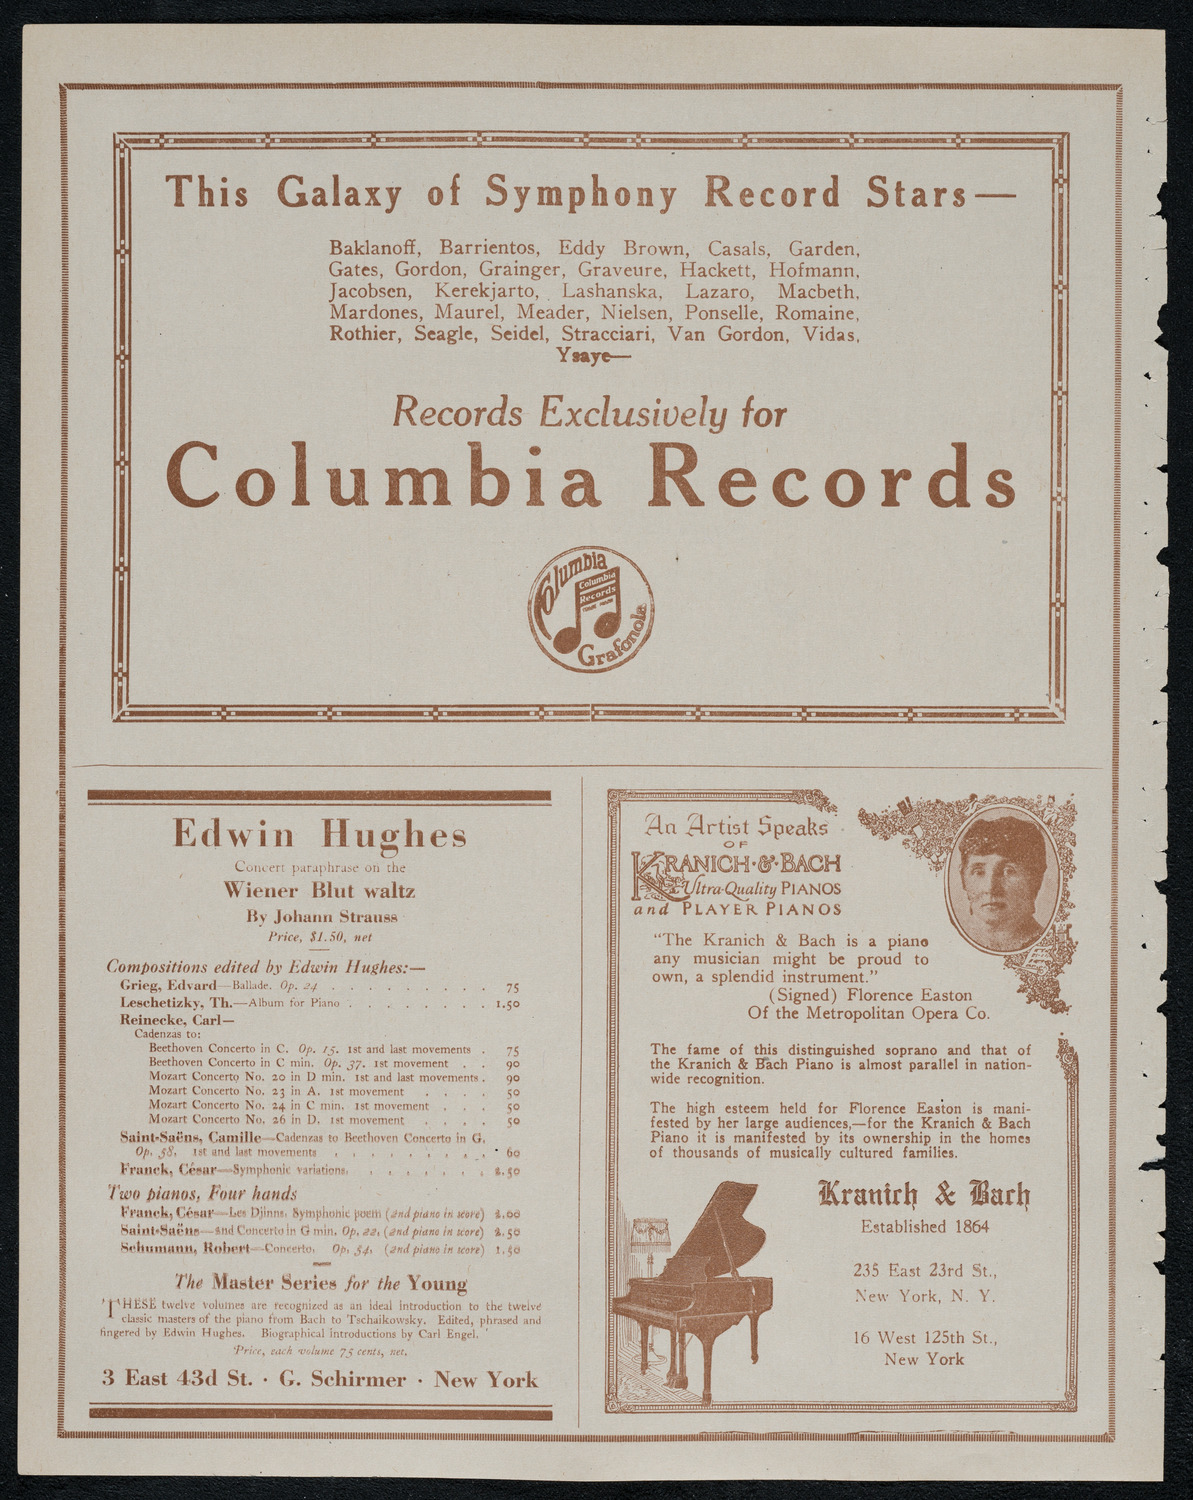 This Galaxy of Symphony Record Stars—
Baklanoff, Barrientos, Eddy Brown, Casals, Garden,
Gates, Gordon, Grainger, Graveure, Hackett, Hofmann,
Jacobsen, Kerekjarto, Lashanska, Lazaro, Macbeth,
Mardones, Maurel, Meader, Nielsen, Ponselle, Romaine,
Rothier, Seagle, Seidel, Stracciari, Van Gordon, Vidas,
Ysaye—
Records Exclusively for
Columbia Records
Columbia
Columbia
Records
Grafonola
Edwin Hughes
Concert paraphrase on the
Wiener Blut waltz
By Johann Strauss
Price, $1.50, net
Compositions edited by Edwin Hughes:—
Grieg, Edvard—Ballade. Op. 24 . . . . . . . . . . 75
Leschetizky, Th.—Album for Piano . . . . . . . . . 1.50
Reinecke, Carl—
Cadenzas to:
Beethoven Concerto in C. Op. 15. 1st and last movements . 75
Beethoven Concerto in C min. Op. 37. 1st movement . . 90
Mozart Concerto No. 20 in D min. 1st and last movements . 90
Mozart Concerto No. 23 in A. 1st movement . . . . 50
Mozart Concerto No. 24 in C min. 1st movement . . . 50
Mozart Concerto No. 26 in D. 1st movement . . . . 50
Saint-Saëns, Camille—Cadenzas to Beethoven Concerto in G.
Op. 58. 1st and last movements . . . . . . . . . 60
Franck, César—Symphonic variations. . . . . . . . 2.50
Two pianos, Four hands
Franck, César—Les Djinns. Symphonic poem (2nd piano in score) 2.00
Saint-Saëns—2nd Concerto in G min. Op. 22. (2nd piano in score) 2.50
Schumann, Robert—Concerto. Op. 54. (2nd piano in score) 1.50
The Master Series for the Young
THESE twelve volumes are recognized as an ideal introduction to the twelve
classic masters of the piano from Bach to Tschaikowsky. Edited, phrased and
fingered by Edwin Hughes. Biographical introductions by Carl Engel.
Price, each volume 75 cents, net.
3 East 43d St. · G. Schirmer · New York
An Artist Speaks
OF
KRANICH·&·BACH
Ultra-Quality PIANOS
and PLAYER PIANOS
"The Kranich & Bach is a piano
any musician might be proud to
own, a splendid instrument."
(Signed) Florence Easton
Of the Metropolitan Opera Co.
The fame of this distinguished soprano and that of
the Kranich & Bach Piano is almost parallel in nation-
wide recognition.
The high esteem held for Florence Easton is mani-
fested by her large audiences,—for the Kranich & Bach
Piano it is manifested by its ownership in the homes
of thousands of musically cultured families.
Kranich & Bach
Established 1864
235 East 23rd St.,
New York, N. Y.
16 West 125th St.,
New York